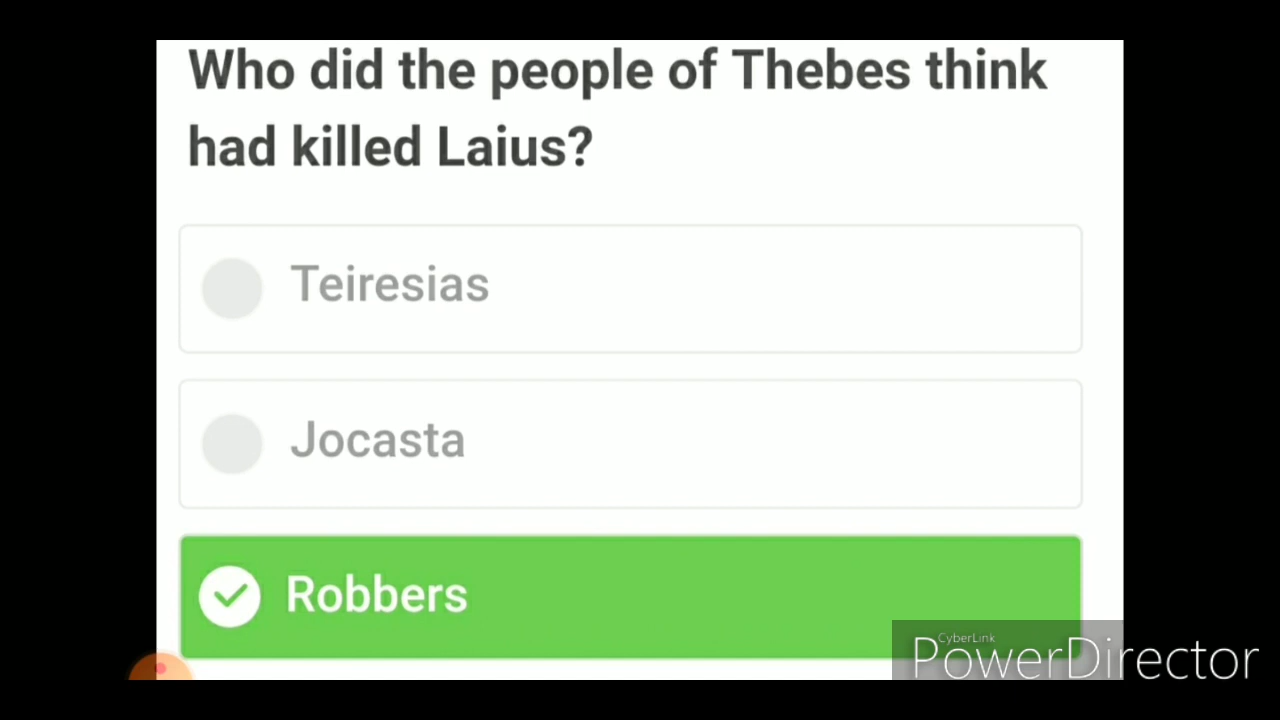 Who did the people of Thebes think
had killed Laius?
Teiresias
Jocasta
Robbers
CyberLink
PowerDirector